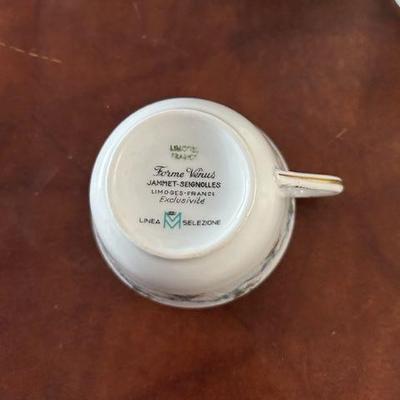 LIMOGES
FRANCE
Forme Vénus
JAMMET-SEIGNOLLES
LIMOGES-FRANCE
Exclusivité
LINEA M SELEZIONE